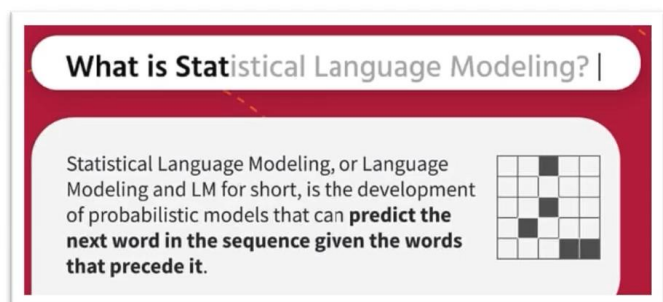 What is Statistical Language Modeling?
Statistical Language Modeling, or Language
Modeling and LM for short, is the development
of probabilistic models that can predict the
next word in the sequence given the words
that precede it.